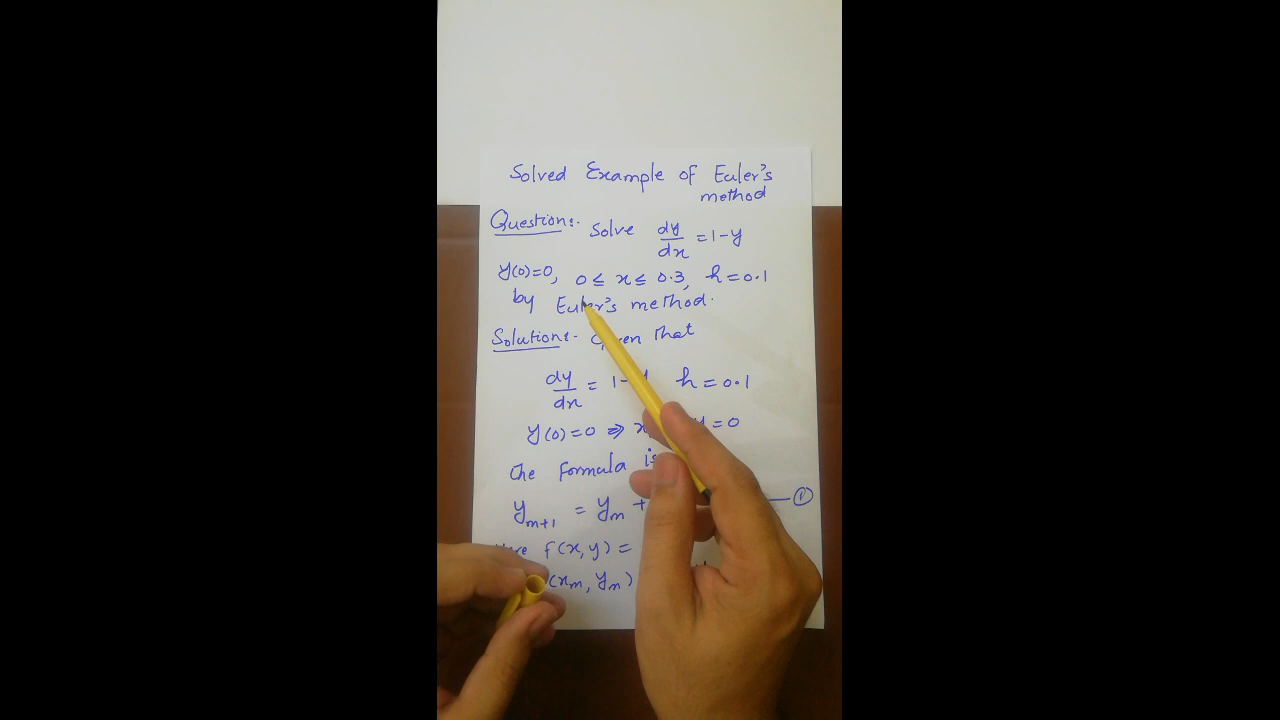 Solved Example of Euler's
method
Question:- Solve dy/dx = 1-y
y(0)=0, 0 ≤ x ≤ 0.3, h=0.1
by Euler's method.
Solution:- Given that
dy/dx = 1- h=0.1
y(0)=0 ⇒ x =0
The formula is
y_{m+1} = y_m + — ①
f(x,y) =
(x_m, y_m)